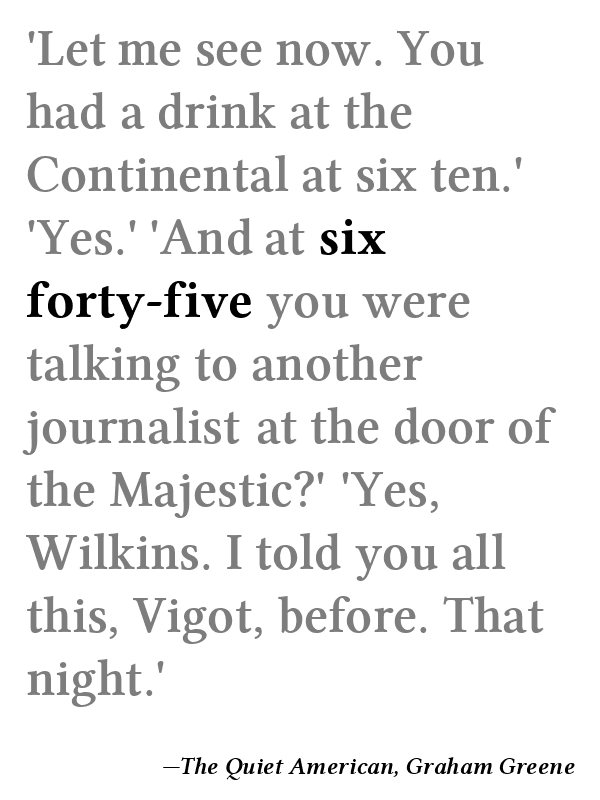 'Let me see now. You
had a drink at the
Continental at six ten.'
'Yes.' 'And at six
forty-five you were
talking to another
journalist at the door of
the Majestic?' 'Yes,
Wilkins. I told you all
this, Vigot, before. That
night.'
—The Quiet American, Graham Greene